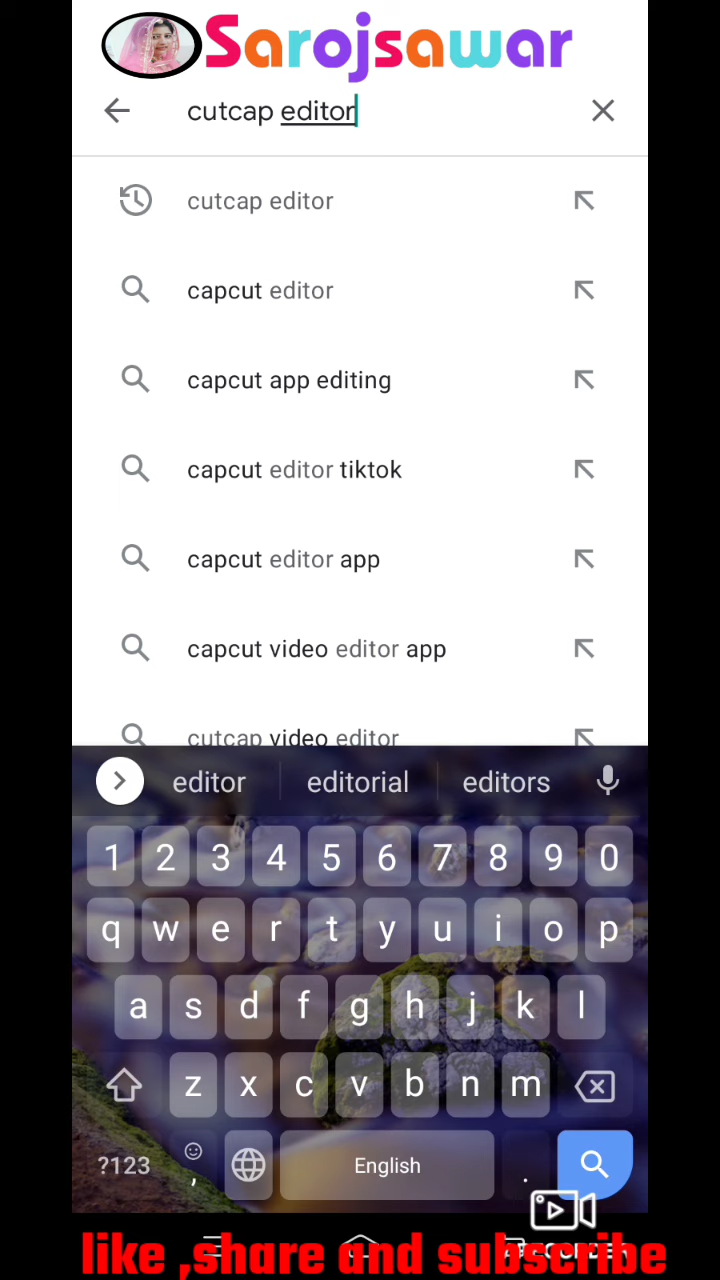 Sarojsawar
cutcap editor
cutcap editor
capcut editor
capcut app editing
capcut editor tiktok
capcut editor app
capcut video editor app
cutcap video editor
editor editorial editors
1 2 3 4 5 6 7 8 9 0
q w e r t y u i o p
a s d f g h j k l
z x c v b n m
?123 , English .
like ,share and subscribe